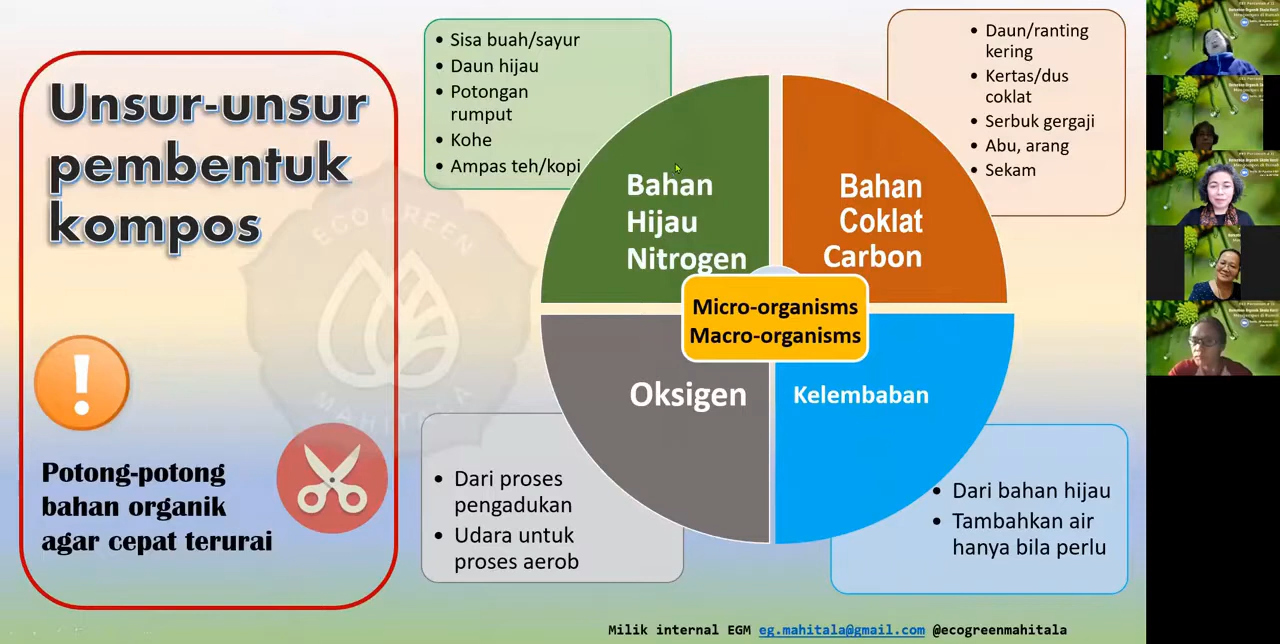 Unsur-unsur
pembentuk
kompos
Potong-potong
bahan organik
agar cepat terurai
• Sisa buah/sayur
• Daun hijau
• Potongan
rumput
• Kohe
• Ampas teh/kopi
• Daun/ranting
kering
• Kertas/dus
coklat
• Serbuk gergaji
• Abu, arang
• Sekam
Bahan
Hijau
Nitrogen
Bahan
Coklat
Carbon
Micro-organisms
Macro-organisms
Oksigen
Kelembaban
• Dari proses
pengadukan
• Udara untuk
proses aerob
• Dari bahan hijau
• Tambahkan air
hanya bila perlu
ECO GREEN
MAHITALA
Milik internal EGM eg.mahitala@gmail.com @ecogreenmahitala